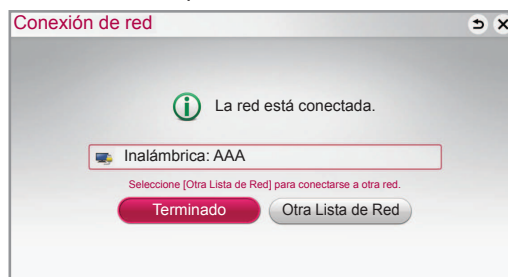 Conexión de red
La red está conectada.
Inalámbrica: AAA
Seleccione [Otra Lista de Red] para conectarse a otra red.
Terminado
Otra Lista de Red